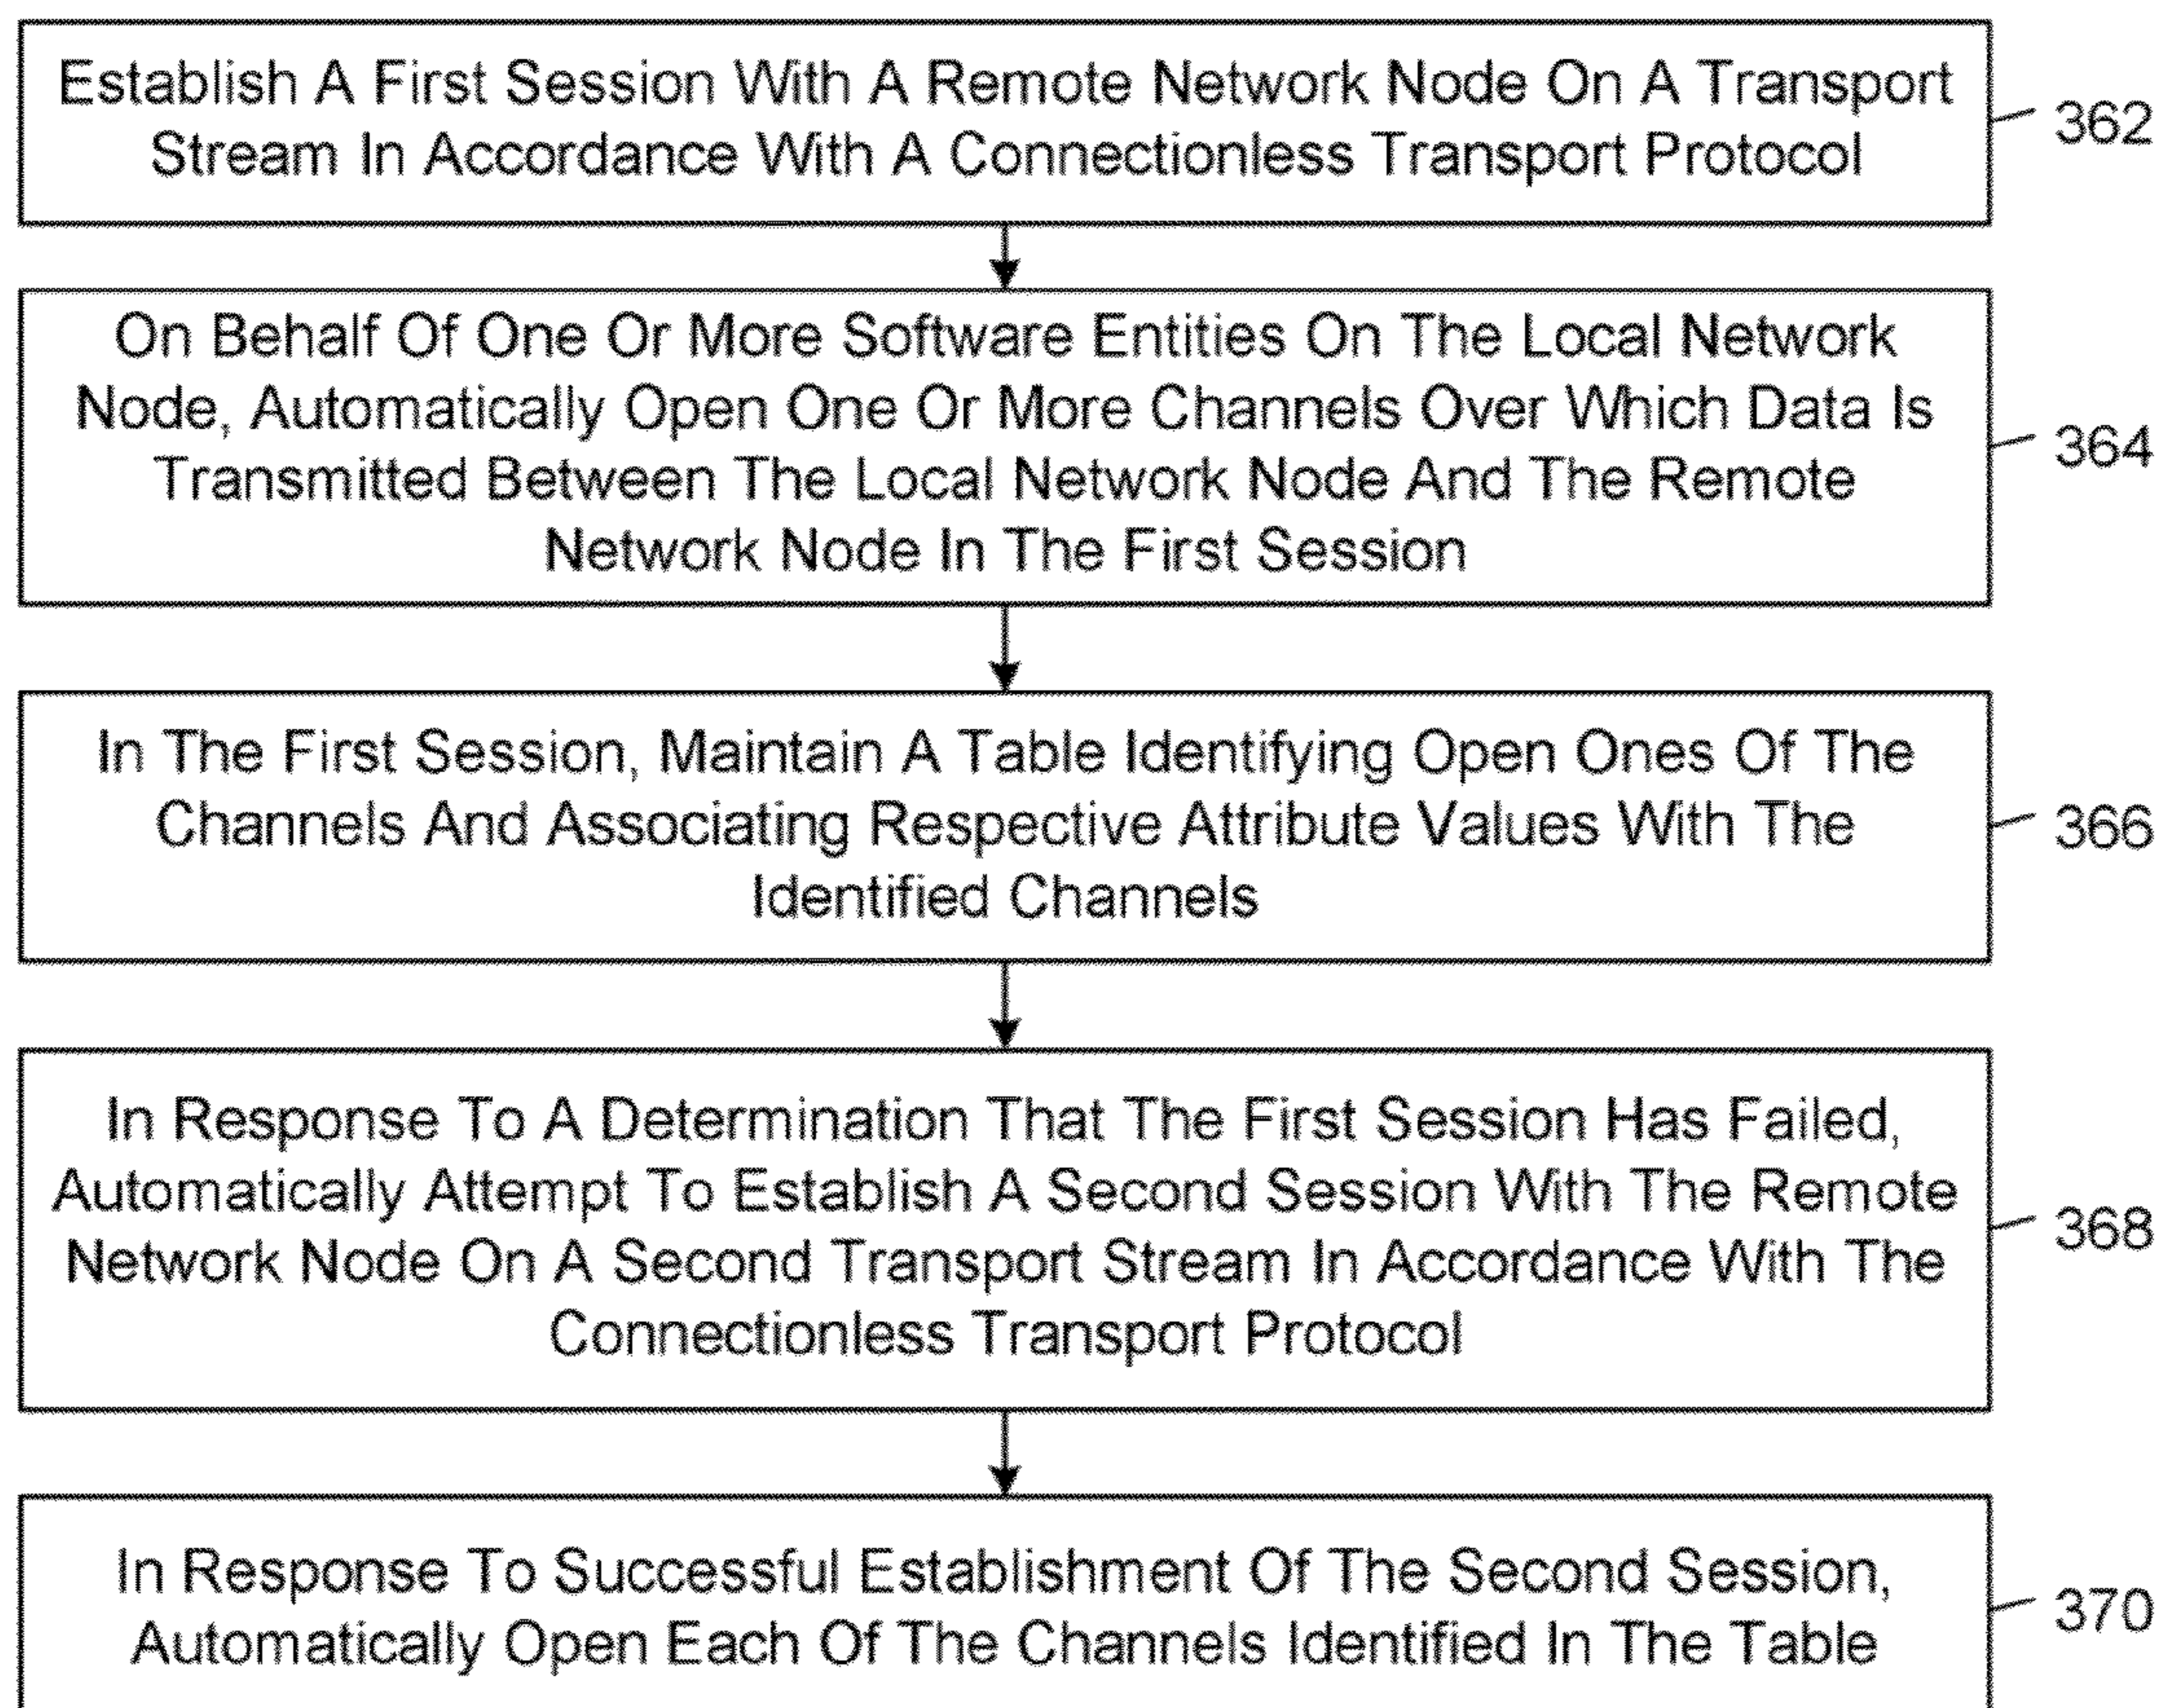 Establish A First Session With A Remote Network Node On A Transport
Stream In Accordance With A Connectionless Transport Protocol
362
On Behalf Of One Or More Software Entities On The Local Network
Node, Automatically Open One Or More Channels Over Which Data Is
Transmitted Between The Local Network Node And The Remote
Network Node In The First Session
364
In The First Session, Maintain A Table Identifying Open Ones Of The
Channels And Associating Respective Attribute Values With The
Identified Channels
366
In Response To A Determination That The First Session Has Failed,
Automatically Attempt To Establish A Second Session With The Remote
Network Node On A Second Transport Stream In Accordance With The
Connectionless Transport Protocol
368
In Response To Successful Establishment Of The Second Session,
Automatically Open Each Of The Channels Identified In The Table
370